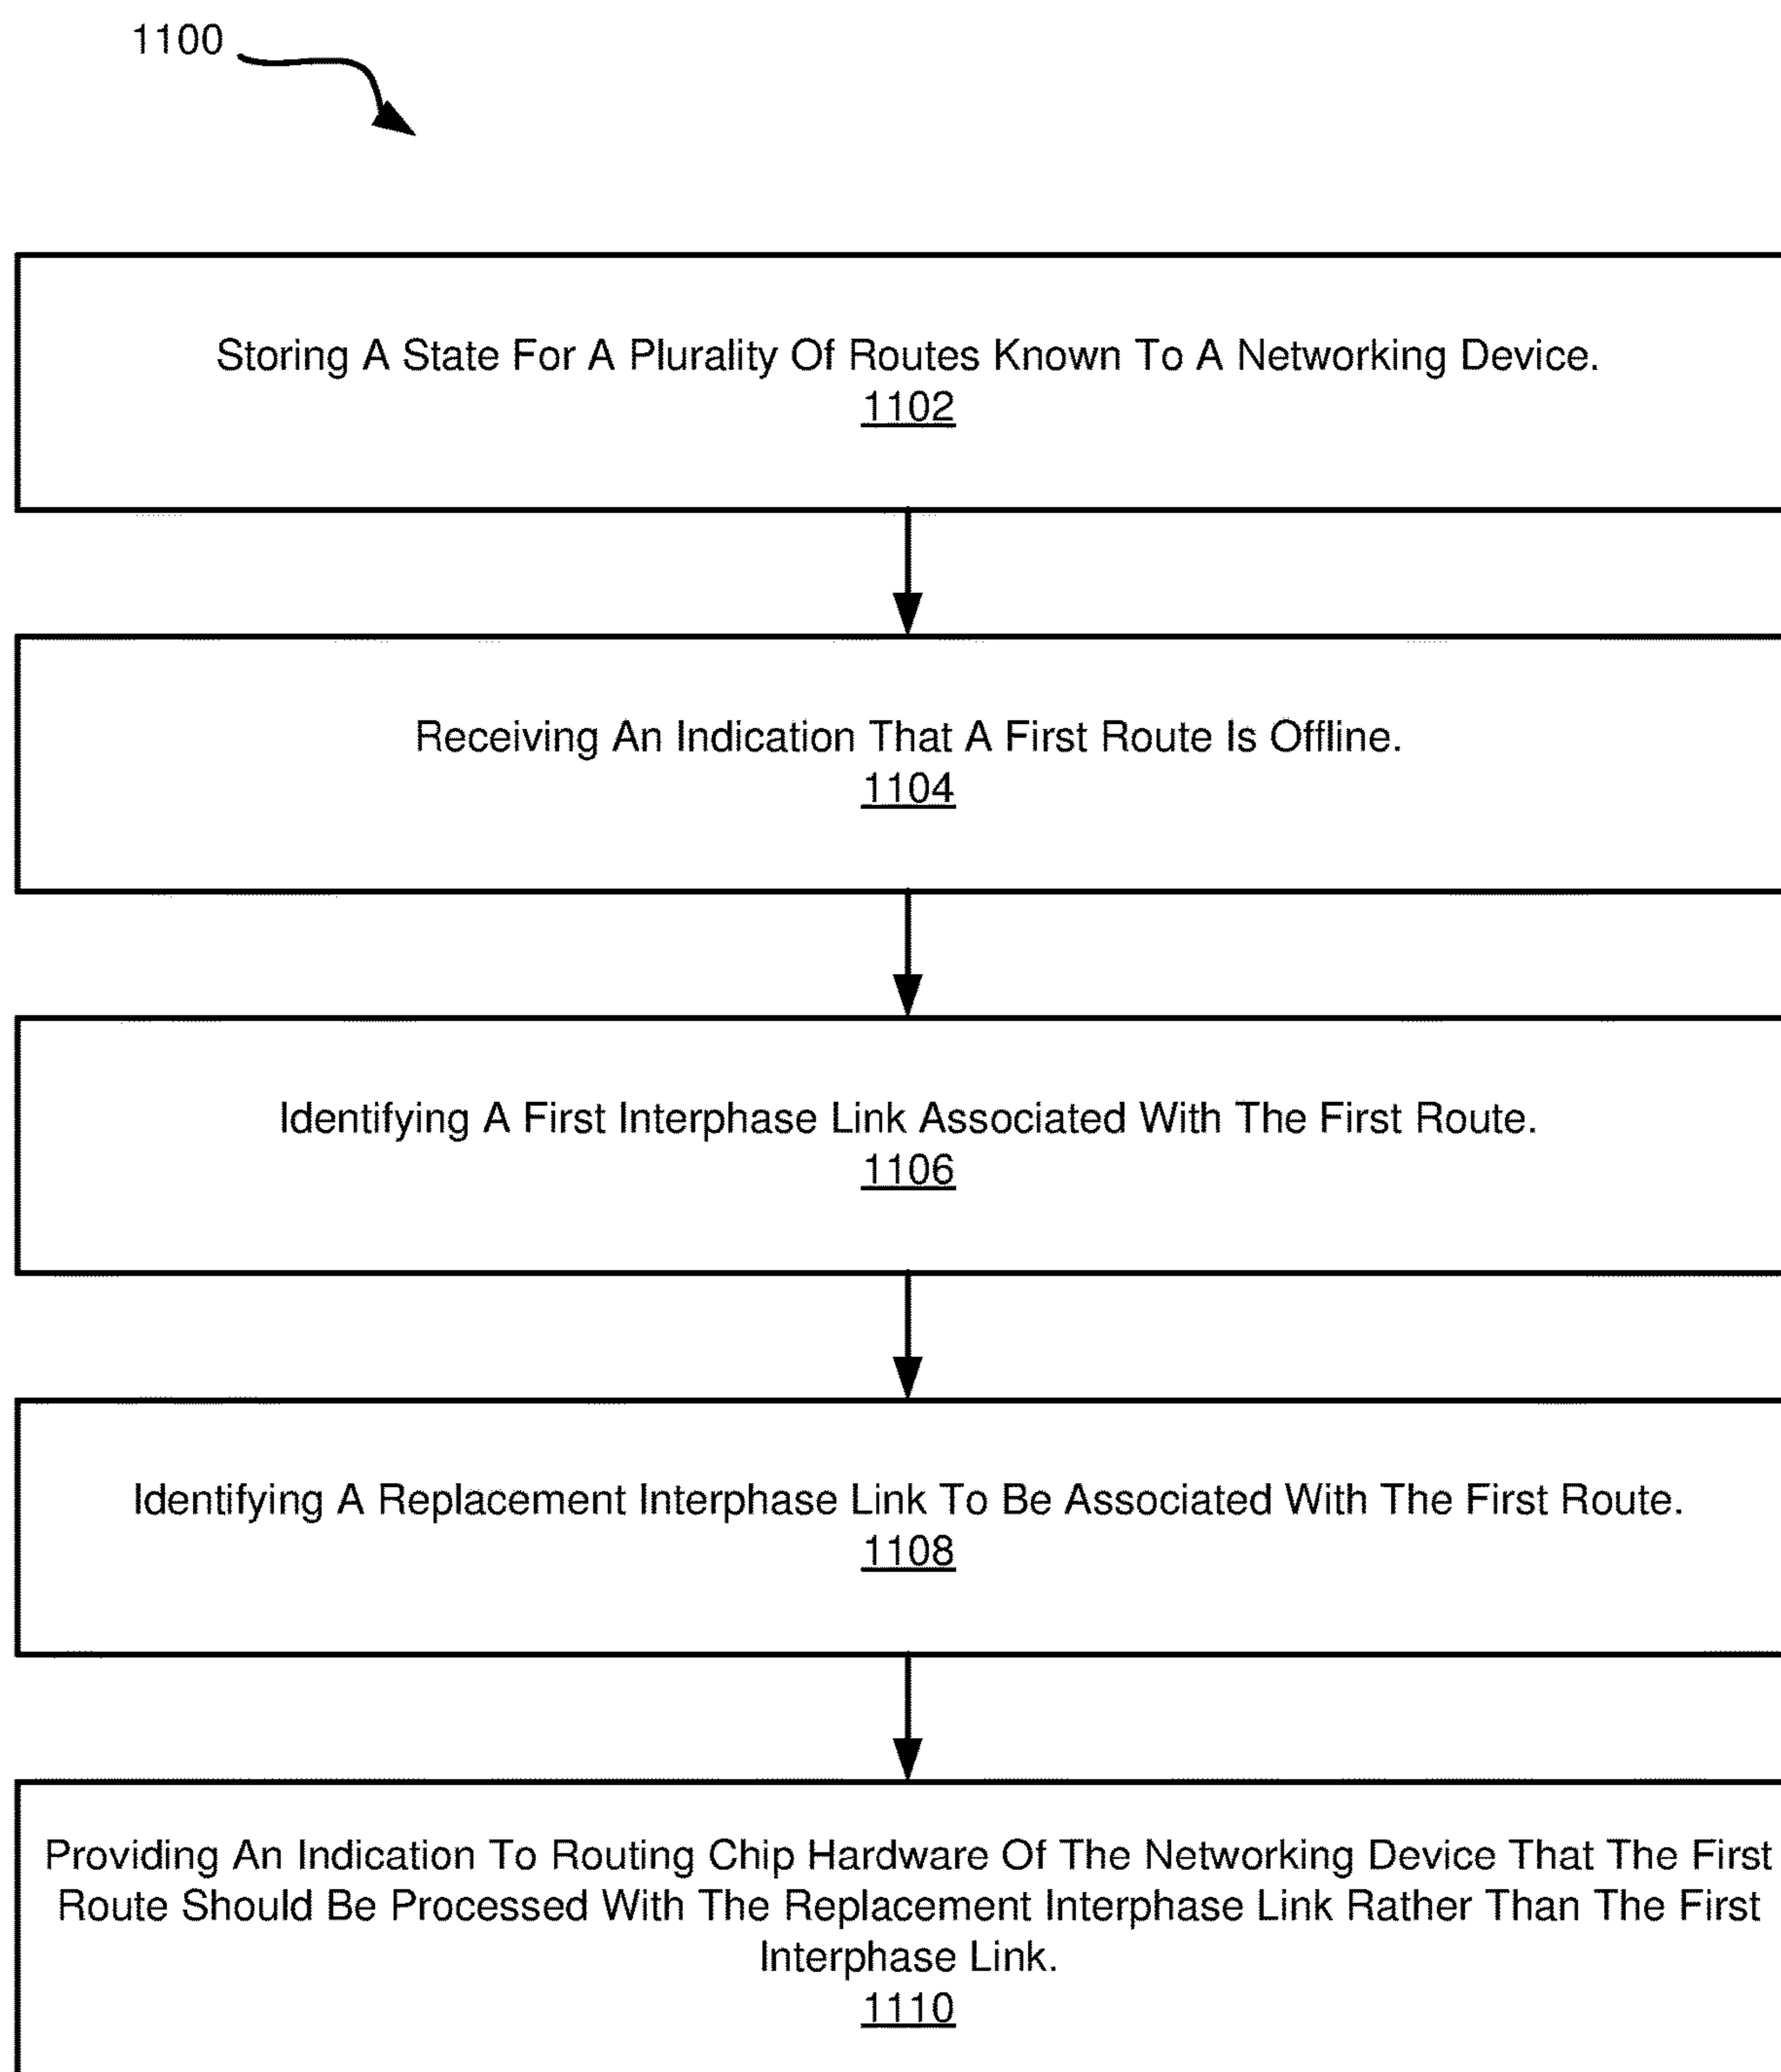 1100
Storing A State For A Plurality Of Routes Known To A Networking Device.
1102
Receiving An Indication That A First Route Is Offline.
1104
Identifying A First Interphase Link Associated With The First Route.
1106
Identifying A Replacement Interphase Link To Be Associated With The First Route.
1108
Providing An Indication To Routing Chip Hardware Of The Networking Device That The First
Route Should Be Processed With The Replacement Interphase Link Rather Than The First
Interphase Link.
1110